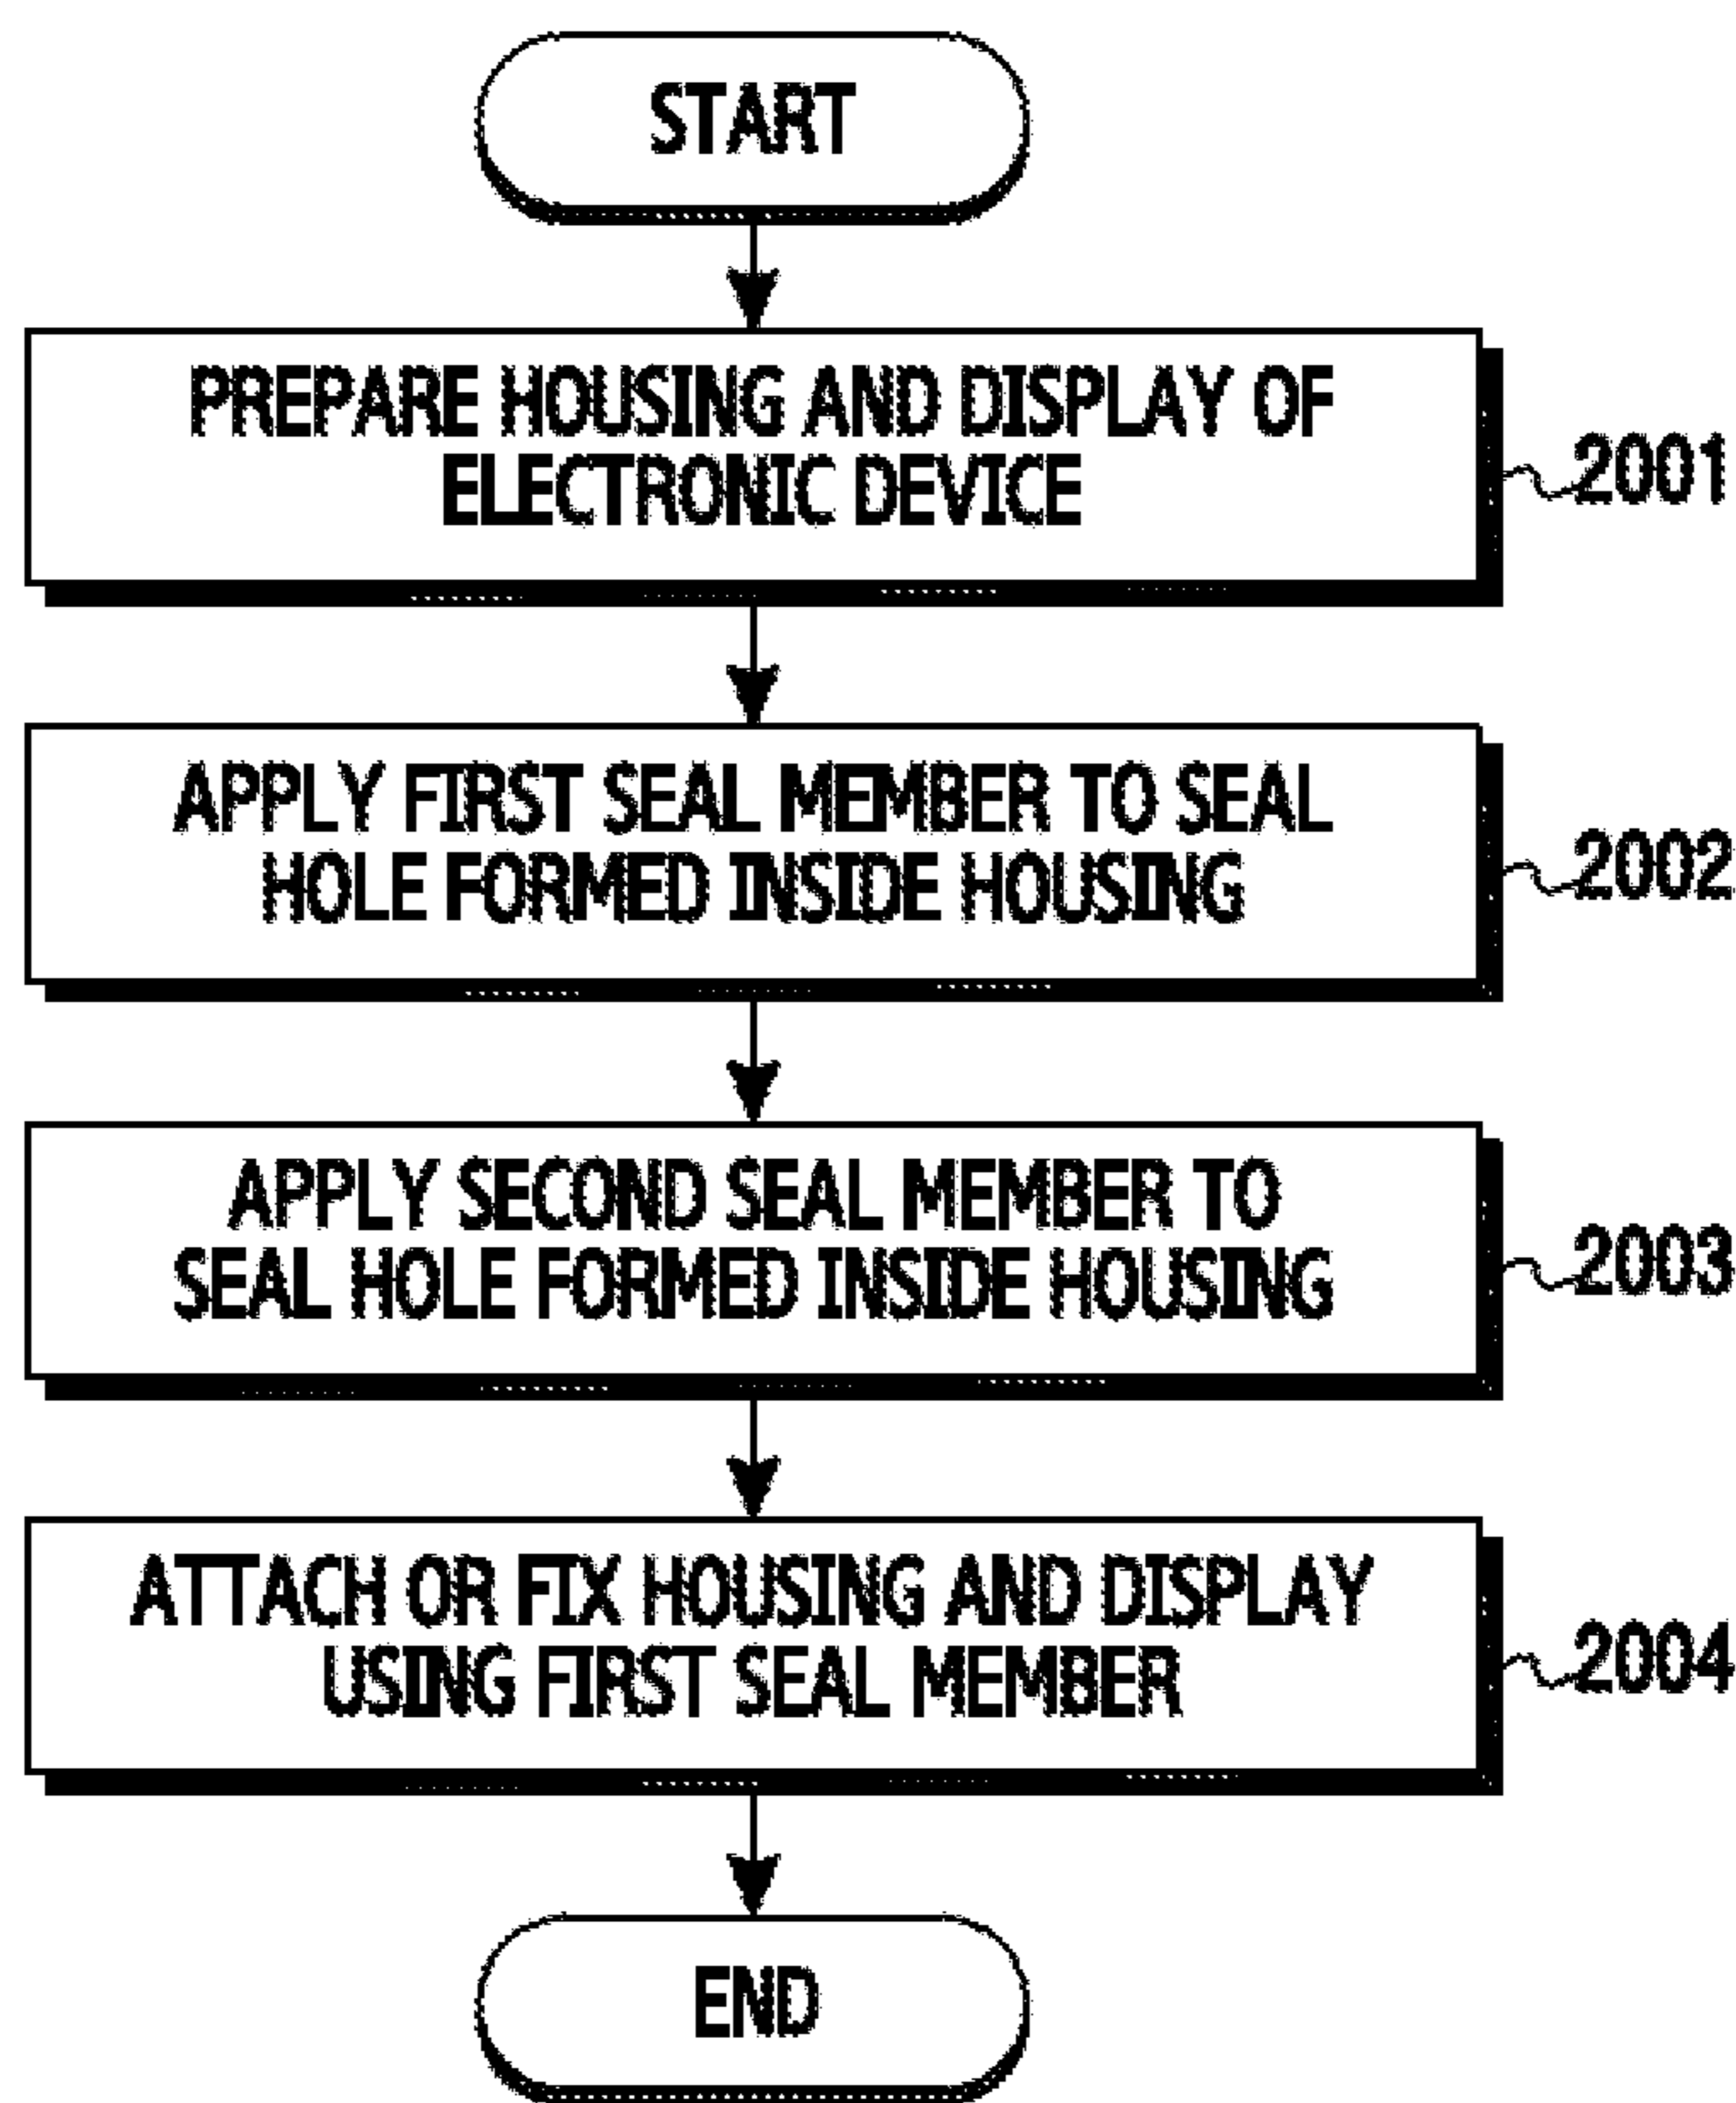 START
PREPARE HOUSING AND DISPLAY OF
ELECTRONIC DEVICE
2001
APPLY FIRST SEAL MEMBER TO SEAL
HOLE FORMED INSIDE HOUSING
2002
APPLY SECOND SEAL MEMBER TO
SEAL HOLE FORMED INSIDE HOUSING
2003
ATTACH OR FIX HOUSING AND DISPLAY
USING FIRST SEAL MEMBER
2004
END